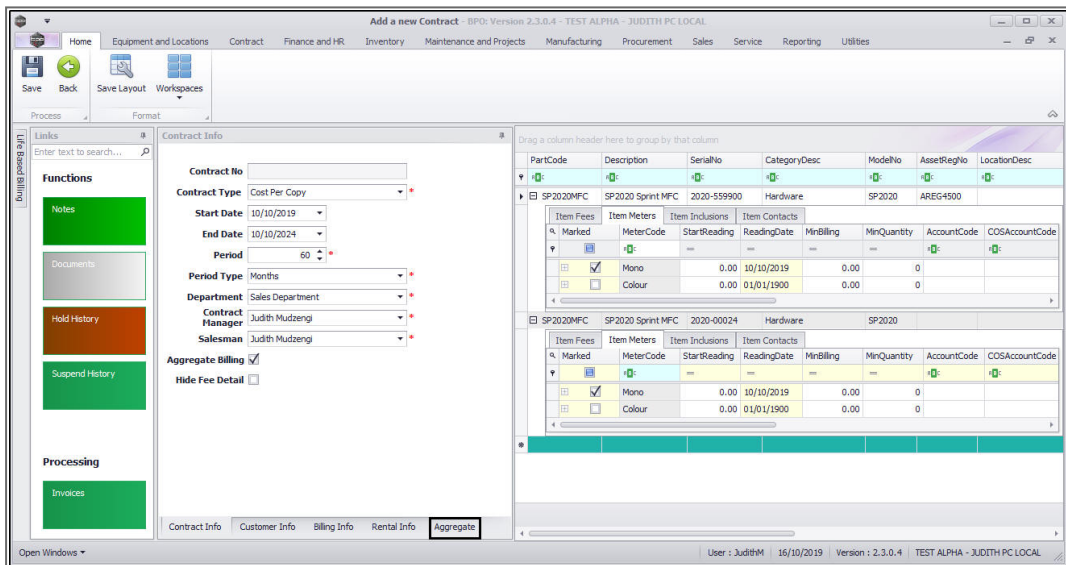 Add a new Contract - BPO: Version 2.3.0.4 - TEST ALPHA - JUDITH PC LOCAL
Home Equipment and Locations Contract Finance and HR Inventory Maintenance and Projects Manufacturing Procurement Sales Service Reporting Utilities
Save Back Save Layout Workspaces
Process Format
Life Based Billing
Links
Enter text to search...
Functions
Notes
Documents
Hold History
Suspend History
Processing
Invoices
Contract Info
Contract No
Contract Type Cost Per Copy *
Start Date 10/10/2019
End Date 10/10/2024
Period 60 *
Period Type Months *
Department Sales Department *
Contract Manager Judith Mudzengi *
Salesman Judith Mudzengi *
Aggregate Billing
Hide Fee Detail
Contract Info Customer Info Billing Info Rental Info Aggregate
Drag a column header here to group by that column
PartCode Description SerialNo CategoryDesc ModelNo AssetRegNo LocationDesc
SP2020MFC SP2020 Sprint MFC 2020-559900 Hardware SP2020 AREG4500
Item Fees Item Meters Item Inclusions Item Contacts
Marked MeterCode StartReading ReadingDate MinBilling MinQuantity AccountCode COSAccountCode
Mono 0.00 10/10/2019 0.00 0
Colour 0.00 01/01/1900 0.00 0
SP2020MFC SP2020 Sprint MFC 2020-00024 Hardware SP2020
Item Fees Item Meters Item Inclusions Item Contacts
Marked MeterCode StartReading ReadingDate MinBilling MinQuantity AccountCode COSAccountCode
Mono 0.00 10/10/2019 0.00 0
Colour 0.00 01/01/1900 0.00 0
Open Windows User : JudithM 16/10/2019 Version : 2.3.0.4 TEST ALPHA - JUDITH PC LOCAL